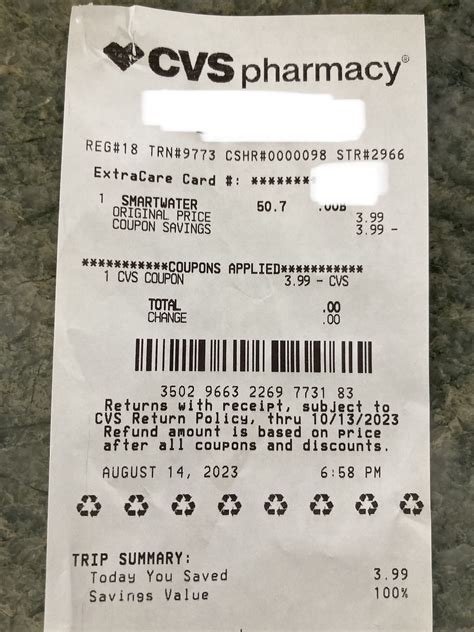 CVS pharmacy®
REG#18 TRN#9773 CSHR#0000098 STR#2966
ExtraCare Card #: *******
1 SMARTWATER 50.7 .00B
ORIGINAL PRICE 3.99
COUPON SAVINGS 3.99 -
***********COUPONS APPLIED***********
1 CVS COUPON 3.99 - CVS
TOTAL .00
CHANGE .00
3502 9663 2269 7731 83
Returns with receipt, subject to
CVS Return Policy, thru 10/13/2023
Refund amount is based on price
after all coupons and discounts.
AUGUST 14, 2023 6:58 PM
TRIP SUMMARY:
Today You Saved 3.99
Savings Value 100%